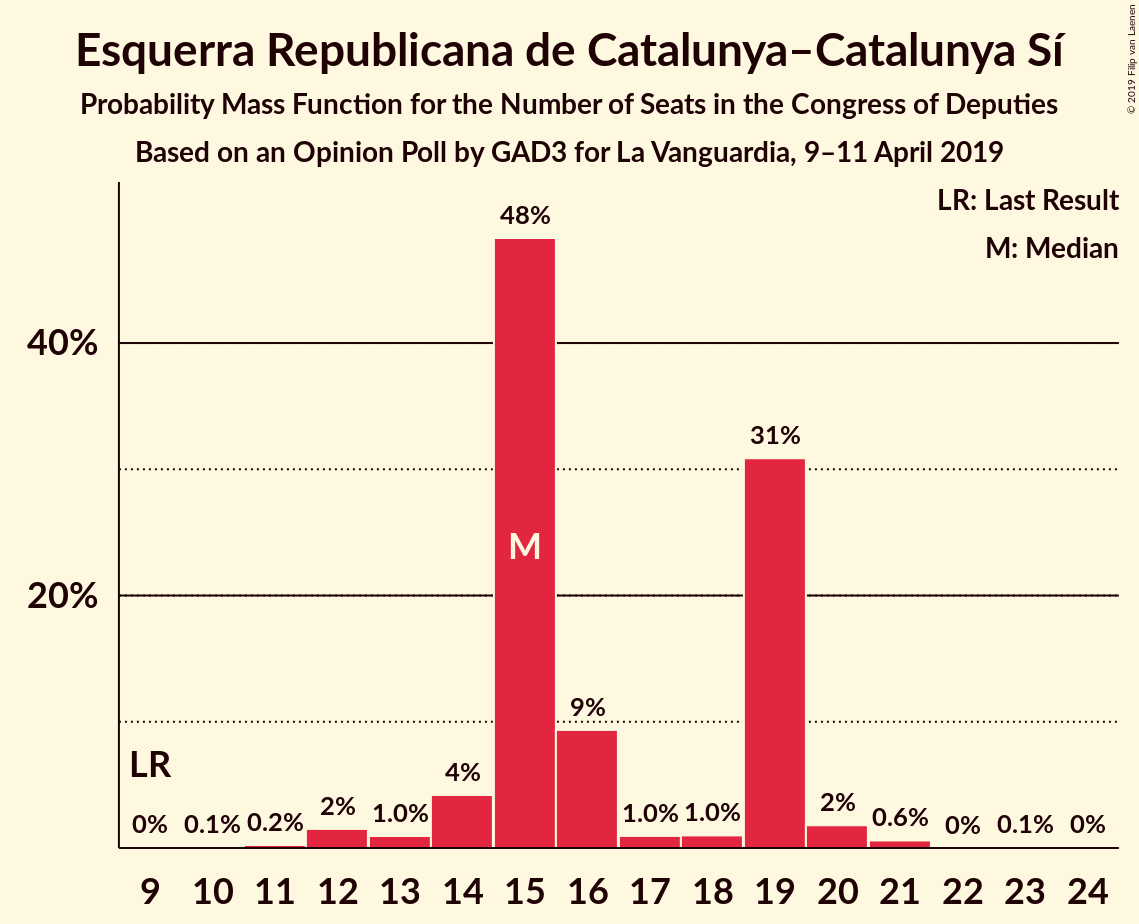 Esquerra Republicana de Catalunya–Catalunya Sí
Probability Mass Function for the Number of Seats in the Congress of Deputies
Based on an Opinion Poll by GAD3 for La Vanguardia, 9–11 April 2019
© 2019 Filip van Laenen
LR: Last Result
M: Median
40%
20%
LR
M
0% 0.1% 0.2% 2% 1.0% 4% 48% 9% 1.0% 1.0% 31% 2% 0.6% 0% 0.1% 0%
9 10 11 12 13 14 15 16 17 18 19 20 21 22 23 24